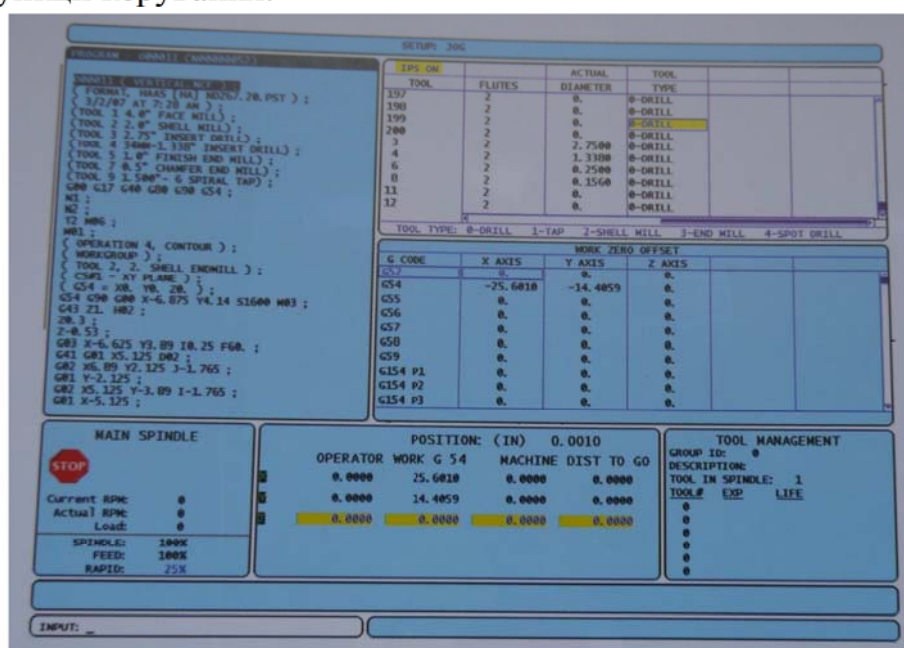 керування
SETUP: JOG
PROGRAM - O00011 (N00000052)
O00011 ( VERTICAL.NCF ) ;
( FORMAT, HAAS [HA] ND267.20.PST ) ;
( 3/2/07 AT 7:28 AM ) ;
(TOOL 1 4.0" FACE MILL) ;
(TOOL 2 2.0" SHELL MILL) ;
(TOOL 3 2.75" INSERT DRILL) ;
(TOOL 4 34MM-1.338" INSERT DRILL) ;
(TOOL 5 1.0" FINISH END MILL) ;
(TOOL 7 0.5" CHAMFER END MILL) ;
(TOOL 9 1.500"- 6 SPIRAL TAP) ;
G00 G17 G40 G80 G90 G54 ;
N1 ;
N2 ;
T2 M06 ;
M01 ;
( OPERATION 4, CONTOUR ) ;
( WORKGROUP ) ;
( TOOL 2, 2. SHELL ENDMILL ) ;
( CS#1 - XY PLANE ) ;
( G54 = X0. Y0. Z0. ) ;
G54 G90 G00 X-6.875 Y4.14 S1600 M03 ;
G43 Z1. H02 ;
Z0.3 ;
Z-0.53 ;
G03 X-6.625 Y3.89 I0.25 F60. ;
G41 G01 X5.125 D02 ;
G02 X6.89 Y2.125 J-1.765 ;
G01 Y-2.125 ;
G02 X5.125 Y-3.89 I-1.765 ;
G01 X-5.125 ;
IPS ON
TOOL FLUTES ACTUAL DIAMETER TOOL TYPE
197 2 0. 0-DRILL
198 2 0. 0-DRILL
199 2 0. 0-DRILL
200 2 0. 0-DRILL
3 2 2.7500 0-DRILL
4 2 1.3380 0-DRILL
6 2 0.2500 0-DRILL
8 2 0.1560 0-DRILL
11 2 0. 0-DRILL
12 2 0. 0-DRILL
TOOL TYPE: 0-DRILL 1-TAP 2-SHELL MILL 3-END MILL 4-SPOT DRILL
WORK ZERO OFFSET
G CODE X AXIS Y AXIS Z AXIS
G52 0. 0. 0.
G54 -25.6010 -14.4059 0.
G55 0. 0. 0.
G56 0. 0. 0.
G57 0. 0. 0.
G58 0. 0. 0.
G59 0. 0. 0.
G154 P1 0. 0. 0.
G154 P2 0. 0. 0.
G154 P3 0. 0. 0.
MAIN SPINDLE
STOP
Current RPM: 0
Actual RPM: 0
Load: 0
SPINDLE: 100%
FEED: 100%
RAPID: 25%
POSITION: (IN) 0.0010
OPERATOR WORK G 54 MACHINE DIST TO GO
0.0000 25.6010 0.0000 0.0000
0.0000 14.4059 0.0000 0.0000
0.0000 0.0000 0.0000 0.0000
TOOL MANAGEMENT
GROUP ID: 0
DESCRIPTION:
TOOL IN SPINDLE: 1
TOOL# EXP LIFE
0
0
0
0
0
0
INPUT: _